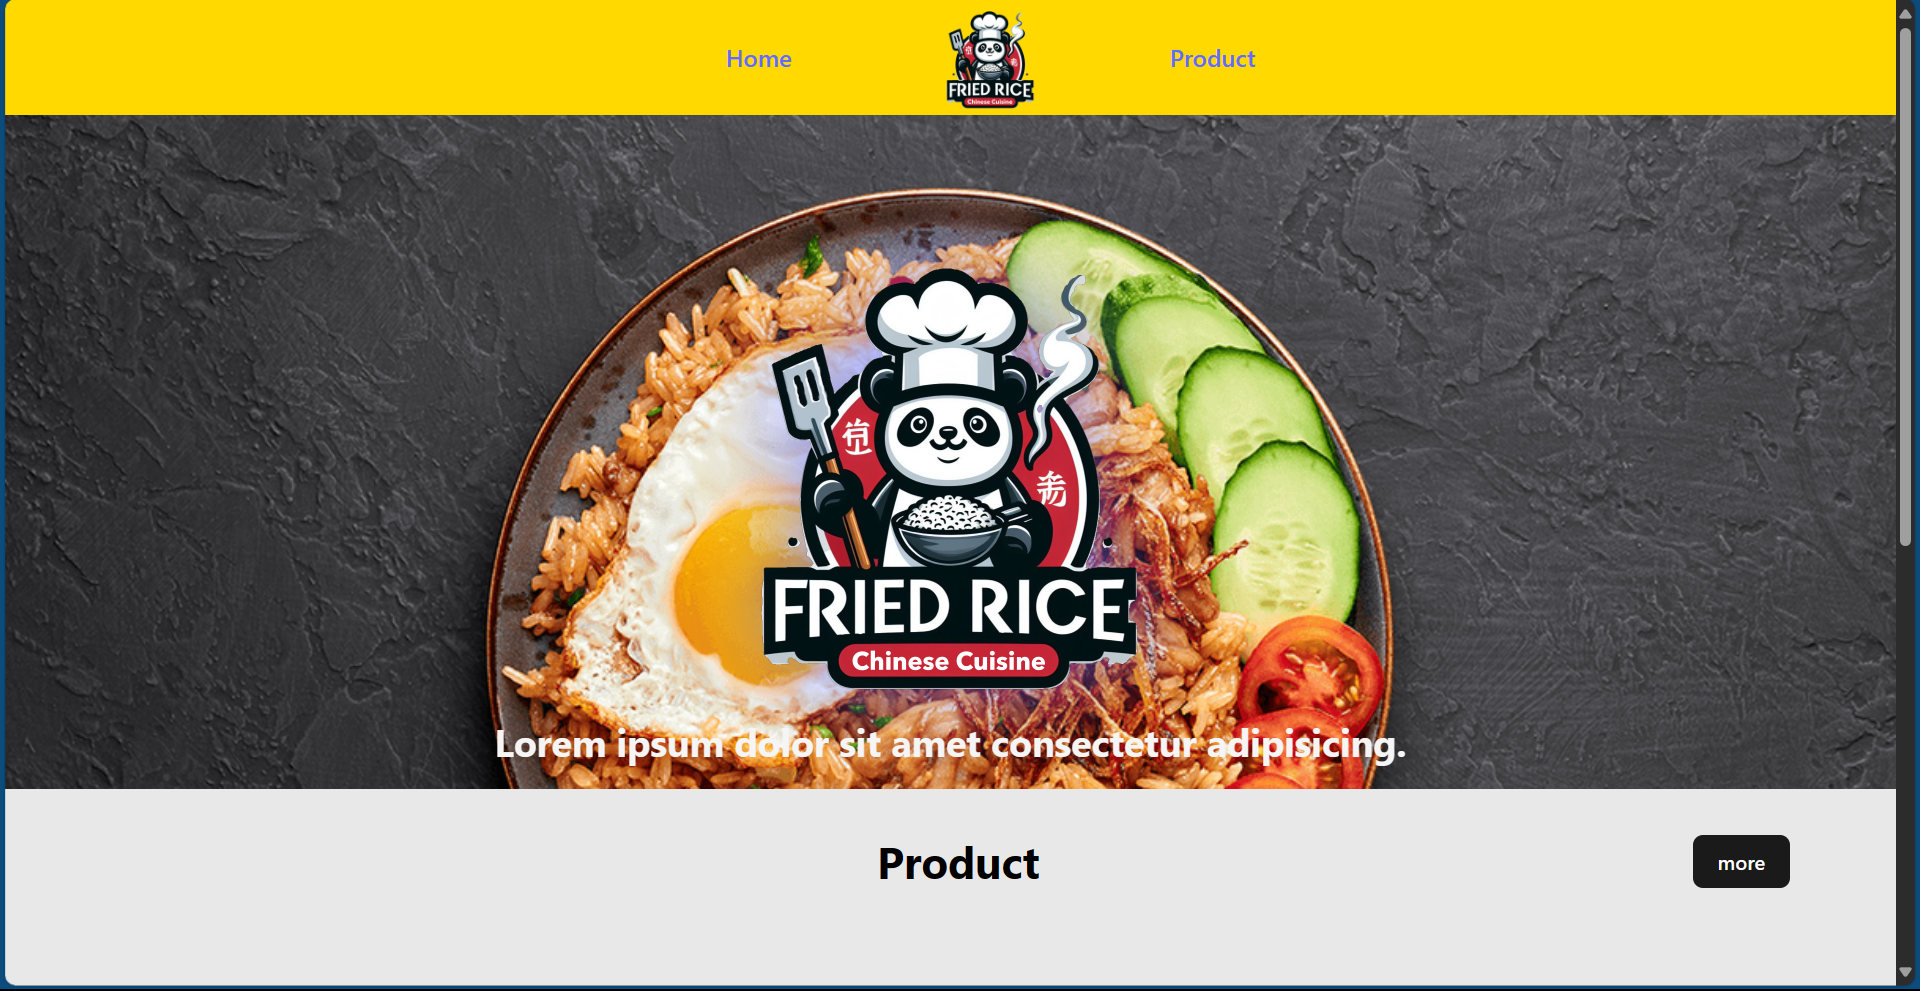 Home
FRIED RICE
Chinese Cuisine
Product
FRIED RICE
Chinese Cuisine
Lorem ipsum dolor sit amet consectetur adipisicing.
Product
more